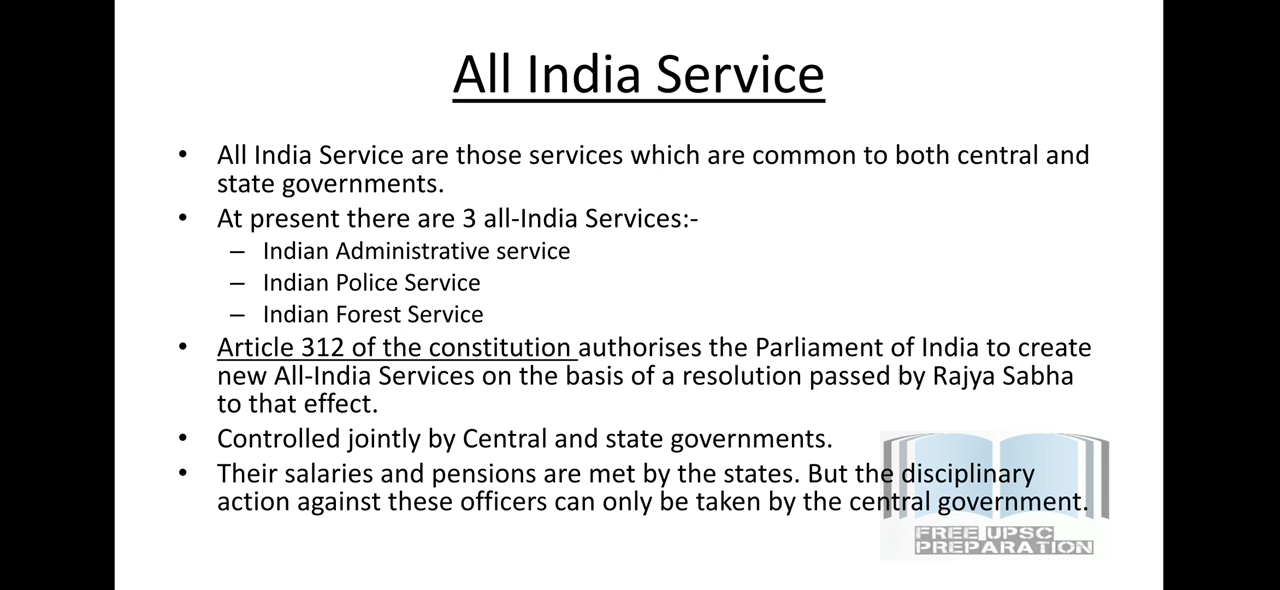 All India Service
• All India Service are those services which are common to both central and
state governments.
• At present there are 3 all-India Services:-
– Indian Administrative service
– Indian Police Service
– Indian Forest Service
• Article 312 of the constitution authorises the Parliament of India to create
new All-India Services on the basis of a resolution passed by Rajya Sabha
to that effect.
• Controlled jointly by Central and state governments.
• Their salaries and pensions are met by the states. But the disciplinary
action against these officers can only be taken by the central government.
FREE UPSC
PREPARATION